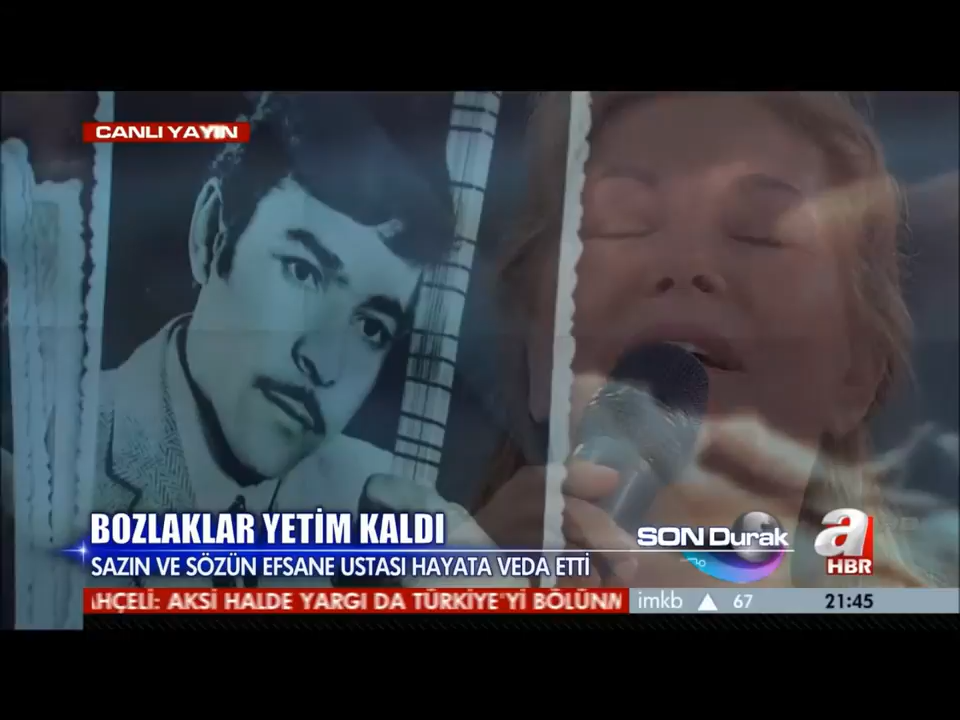 CANLI YAYIN
BOZLAKLAR YETİM KALDI
SAZIN VE SÖZÜN EFSANE USTASI HAYATA VEDA ETTİ
SON Durak
a
HBR
AHÇELİ: AKSİ HALDE YARGI DA TÜRKİYE'Yİ BÖLÜNM
imkb ▲ 67
21:45